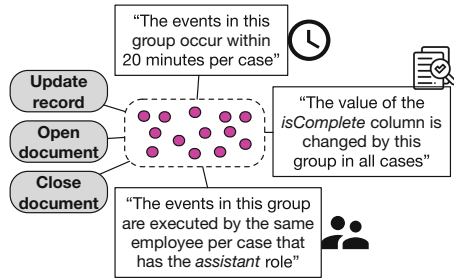 “The events in this
group occur within
20 minutes per case”
Update
record
Open
document
Close
document
“The value of the
isComplete column is
changed by this
group in all cases”
“The events in this group
are executed by the same
employee per case that
has the assistant role”